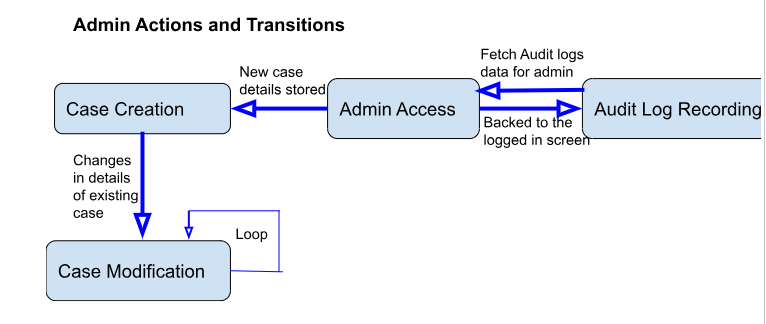 Admin Actions and Transitions
Fetch Audit logs
data for admin
New case
details stored
Case Creation
Admin Access
Audit Log Recording
Backed to the
logged in screen
Changes
in details
of existing
case
Loop
Case Modification